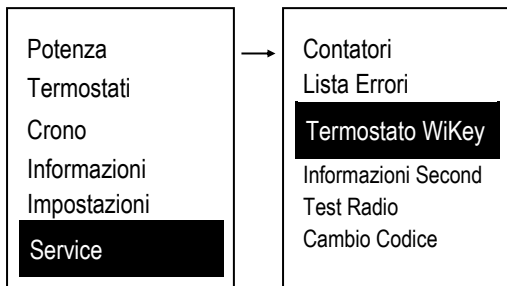 Potenza
Termostati
Crono
Informazioni
Impostazioni
Service
Contatori
Lista Errori
Termostato WiKey
Informazioni Second
Test Radio
Cambio Codice